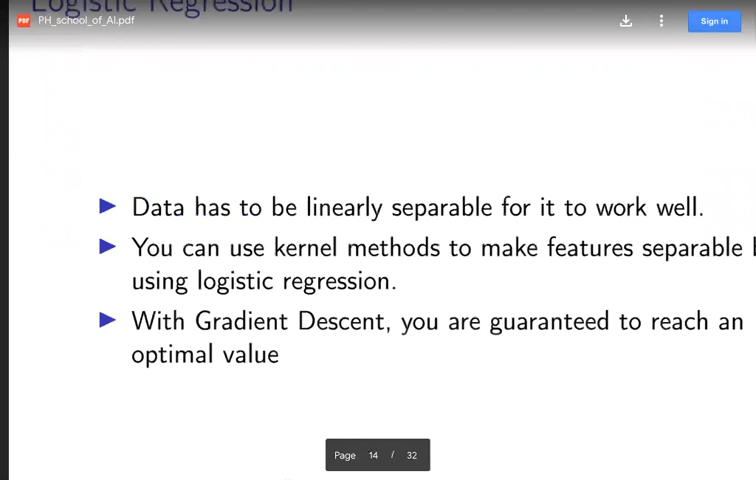 Logistic Regression
PDF PH_school_of_AI.pdf
Sign in
Data has to be linearly separable for it to work well.
You can use kernel methods to make features separable
using logistic regression.
With Gradient Descent, you are guaranteed to reach an
optimal value
Page 14 / 32